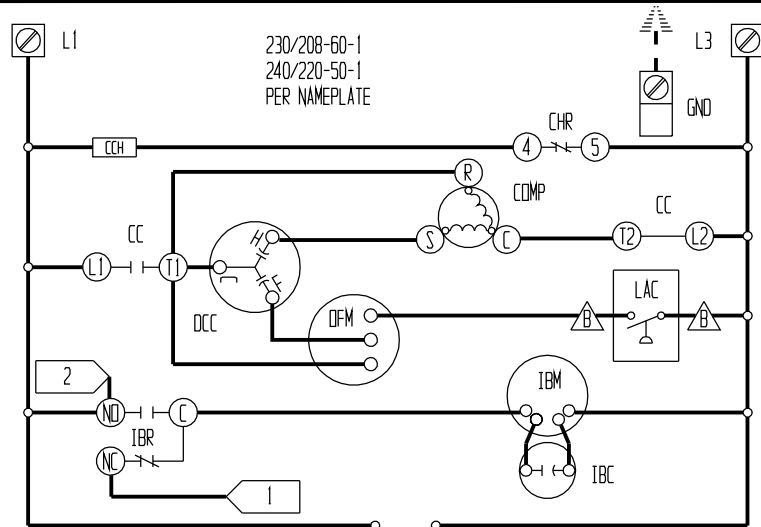 L1
230/208-60-1
240/220-50-1
PER NAMEPLATE
L3
GND
CCH
4
CHR
5
R
COMP
S
C
CC
T2
L2
CC
L1
T1
H
C
F
DCC
OFM
B
LAC
B
2
NO
C
IBR
NC
1
IBM
IBC